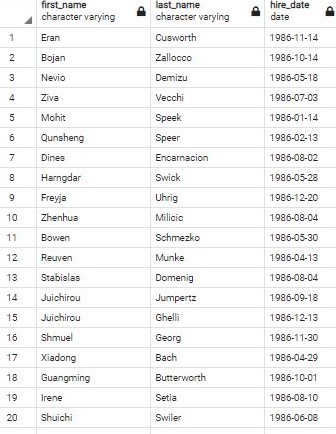 first_name last_name hire_date
character varying character varying date
1 Eran Cusworth 1986-11-14
2 Bojan Zallocco 1986-10-14
3 Nevio Demizu 1986-05-18
4 Ziva Vecchi 1986-07-03
5 Mohit Speek 1986-01-14
6 Qunsheng Speer 1986-02-13
7 Dines Encarnacion 1986-08-02
8 Harngdar Swick 1986-05-28
9 Freyja Uhrig 1986-12-20
10 Zhenhua Milicic 1986-08-04
11 Bowen Schmezko 1986-05-30
12 Reuven Munke 1986-04-13
13 Stabislas Domenig 1986-08-04
14 Juichirou Jumpertz 1986-09-18
15 Juichirou Ghelli 1986-12-13
16 Shmuel Georg 1986-11-30
17 Xiadong Bach 1986-04-29
18 Guangming Butterworth 1986-10-01
19 Irene Setia 1986-08-10
20 Shuichi Swiler 1986-06-08